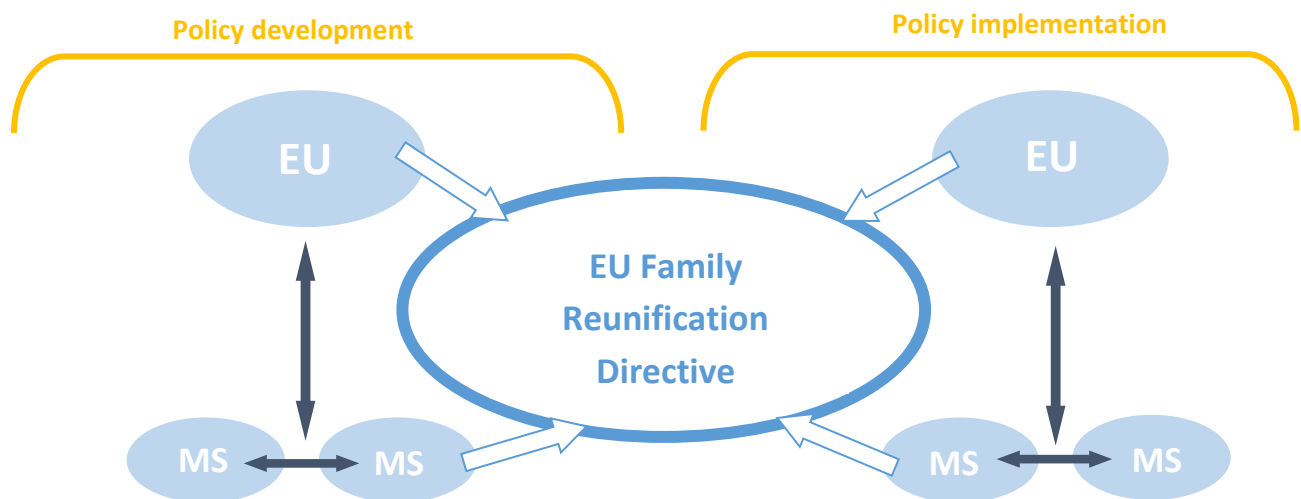 Policy development
Policy implementation
EU
EU
EU Family
Reunification
Directive
MS
MS
MS
MS